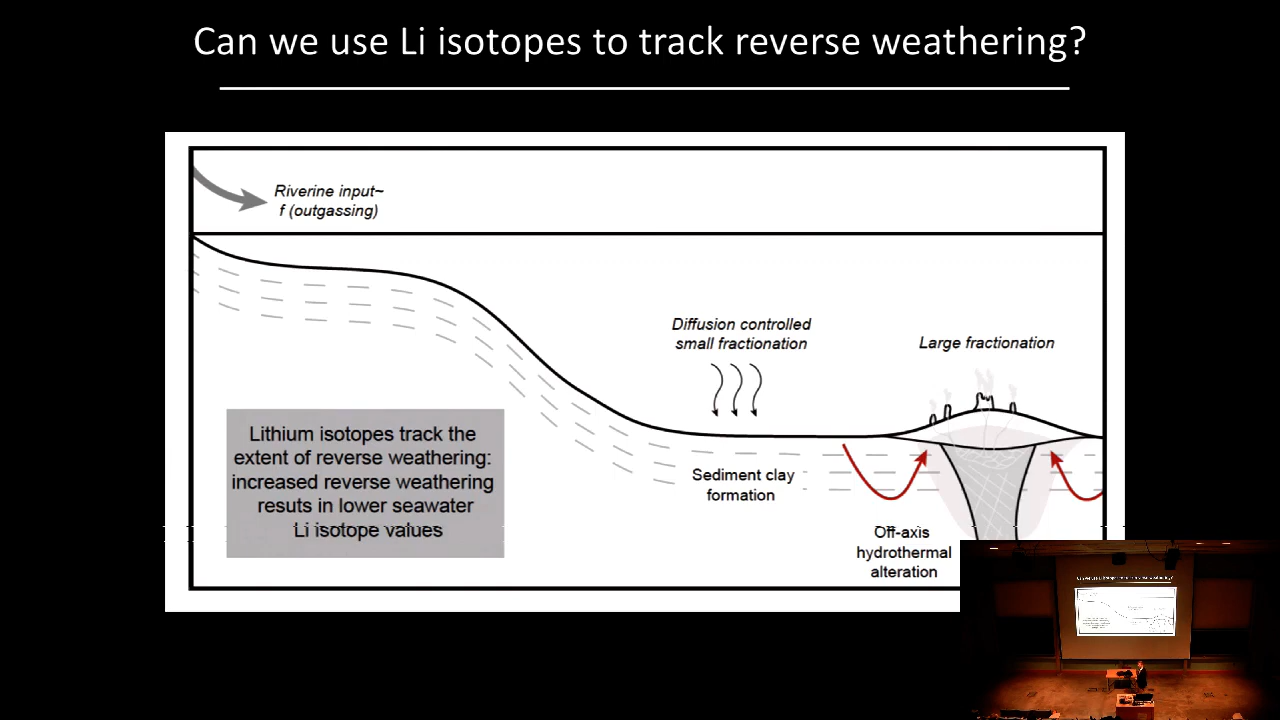 Can we use Li isotopes to track reverse weathering?
Riverine input~
f (outgassing)
Diffusion controlled
small fractionation
Large fractionation
Lithium isotopes track the
extent of reverse weathering:
increased reverse weathering
resuts in lower seawater
Li isotope values
Sediment clay
formation
Off-axis
hydrothermal
alteration